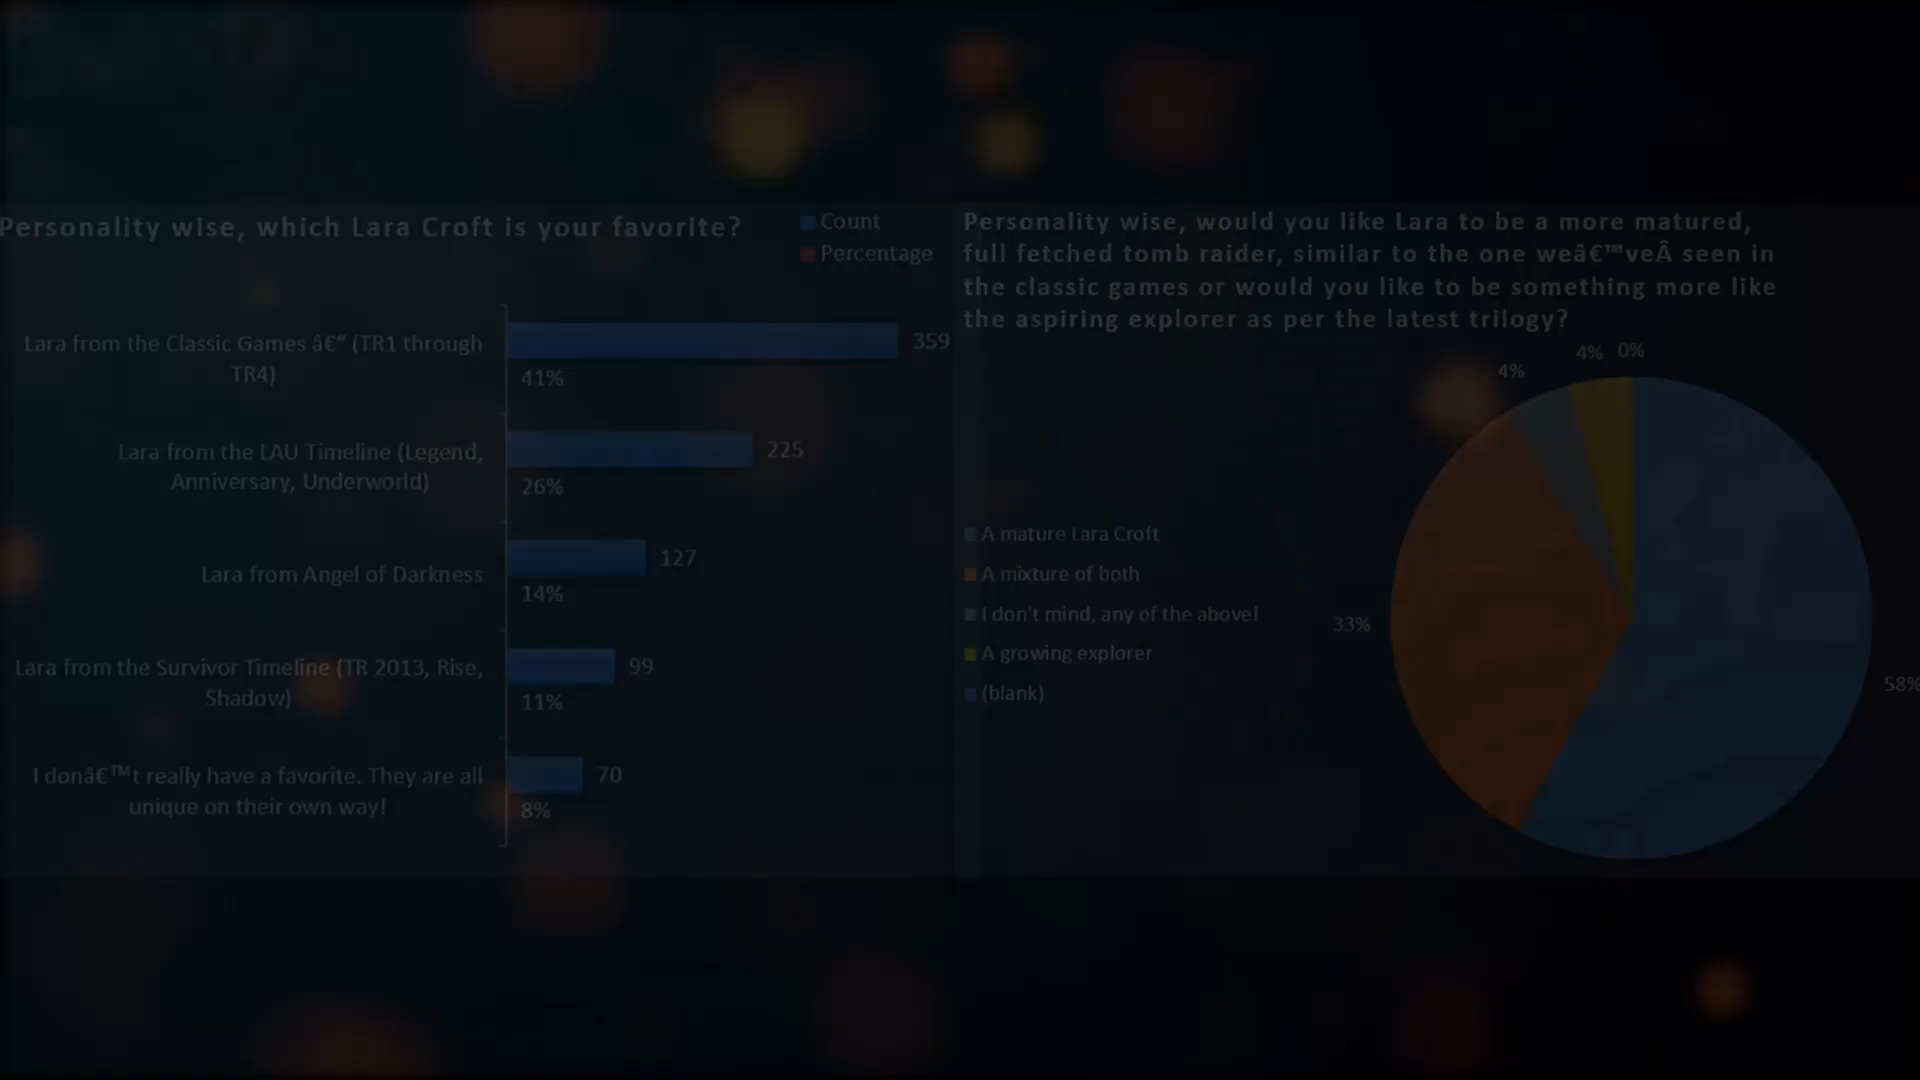 Personality wise, which Lara Croft is your favorite?
Count
Percentage
Lara from the Classic Games â€“ (TR1 through
TR4)
359
41%
Lara from the LAU Timeline (Legend,
Anniversary, Underworld)
225
26%
Lara from Angel of Darkness
127
14%
Lara from the Survivor Timeline (TR 2013, Rise,
Shadow)
99
11%
I donâ€™t really have a favorite. They are all
unique on their own way!
70
8%
Personality wise, would you like Lara to be a more matured,
full fetched tomb raider, similar to the one weâ€™veÂ seen in
the classic games or would you like to be something more like
the aspiring explorer as per the latest trilogy?
4%
4%
0%
A mature Lara Croft
A mixture of both
I don't mind, any of the above!
A growing explorer
(blank)
33%
58%